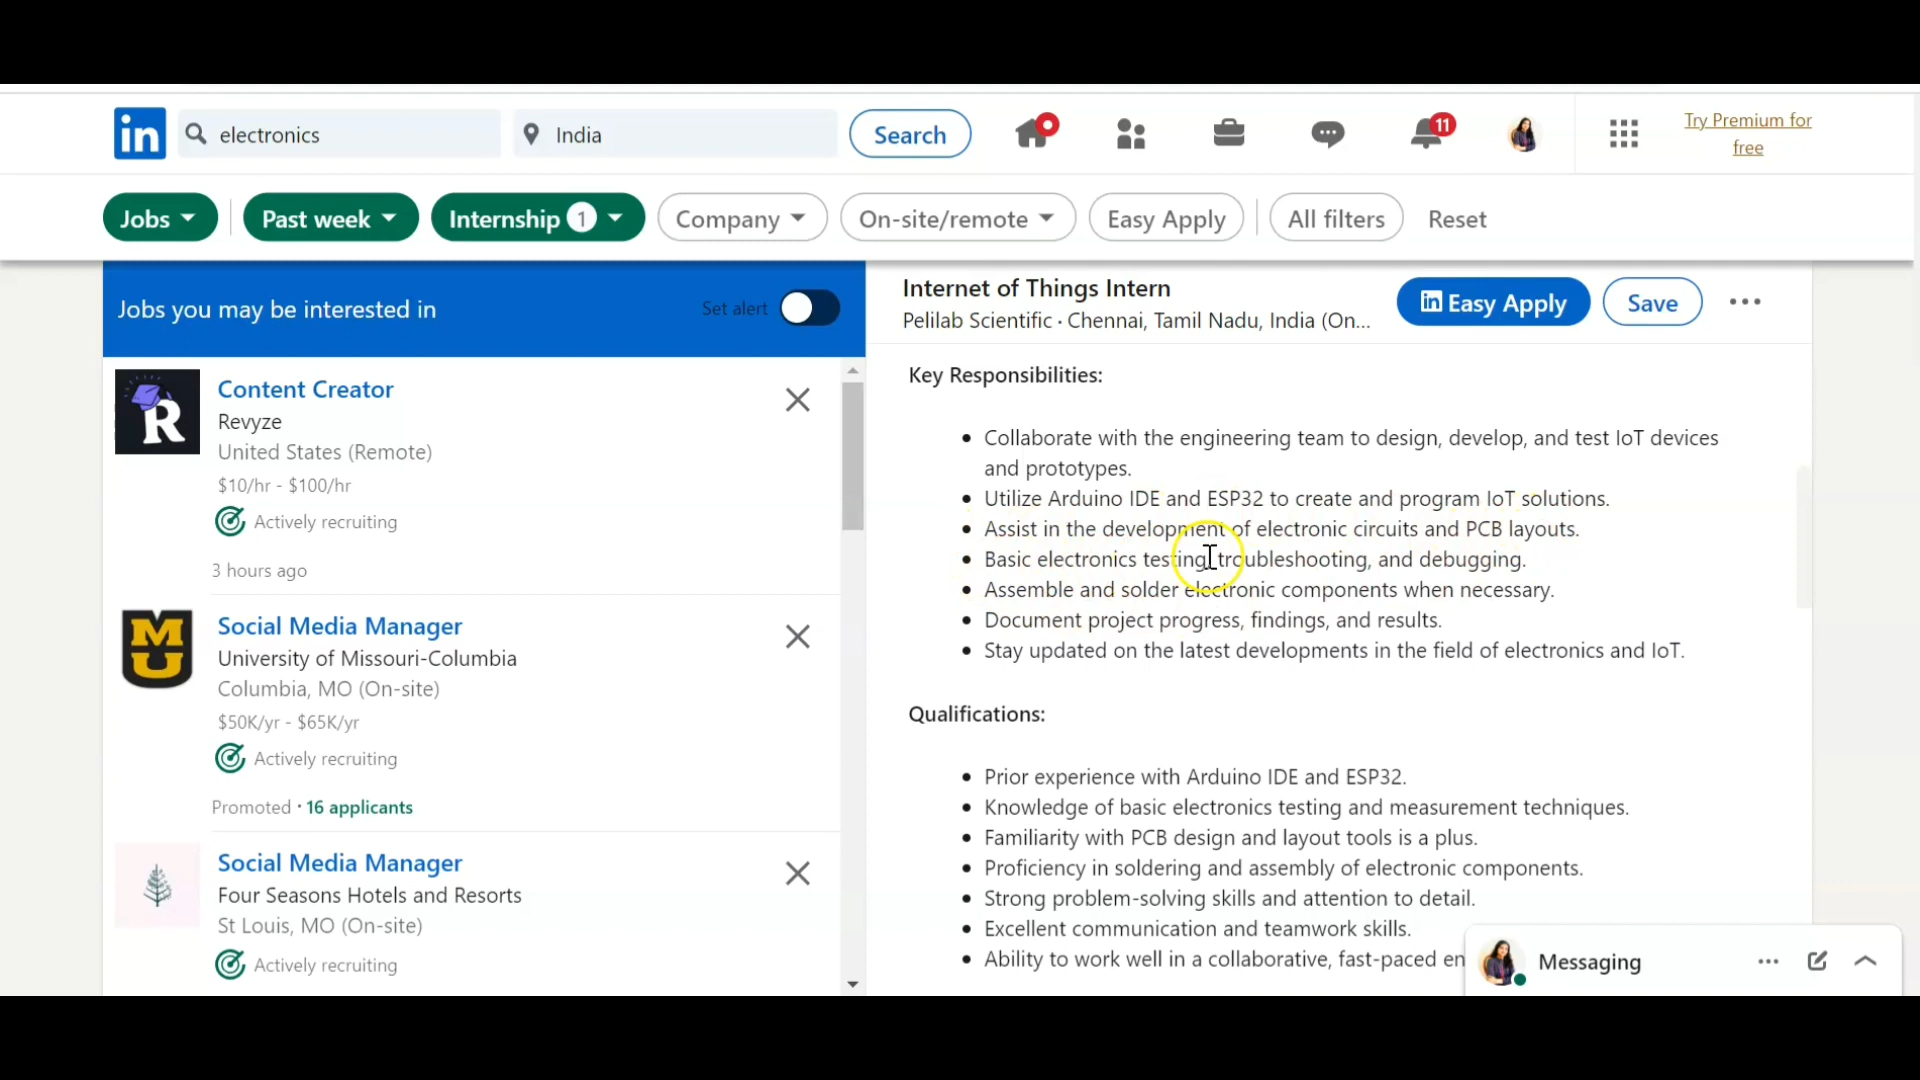 in
electronics
India
Search
11
Try Premium for
free
Jobs
Past week
Internship 1
Company
On-site/remote
Easy Apply
All filters
Reset
Jobs you may be interested in
Set alert
Content Creator
Revyze
United States (Remote)
$10/hr - $100/hr
Actively recruiting
3 hours ago
Social Media Manager
University of Missouri-Columbia
Columbia, MO (On-site)
$50K/yr - $65K/yr
Actively recruiting
Promoted · 16 applicants
Social Media Manager
Four Seasons Hotels and Resorts
St Louis, MO (On-site)
Actively recruiting
R
MU
Internet of Things Intern
Pelilab Scientific · Chennai, Tamil Nadu, India (On...
in Easy Apply
Save
Key Responsibilities:
• Collaborate with the engineering team to design, develop, and test IoT devices
and prototypes.
• Utilize Arduino IDE and ESP32 to create and program IoT solutions.
• Assist in the development of electronic circuits and PCB layouts.
• Basic electronics testing, troubleshooting, and debugging.
• Assemble and solder electronic components when necessary.
• Document project progress, findings, and results.
• Stay updated on the latest developments in the field of electronics and IoT.
Qualifications:
• Prior experience with Arduino IDE and ESP32.
• Knowledge of basic electronics testing and measurement techniques.
• Familiarity with PCB design and layout tools is a plus.
• Proficiency in soldering and assembly of electronic components.
• Strong problem-solving skills and attention to detail.
• Excellent communication and teamwork skills.
• Ability to work well in a collaborative, fast-paced en
Messaging